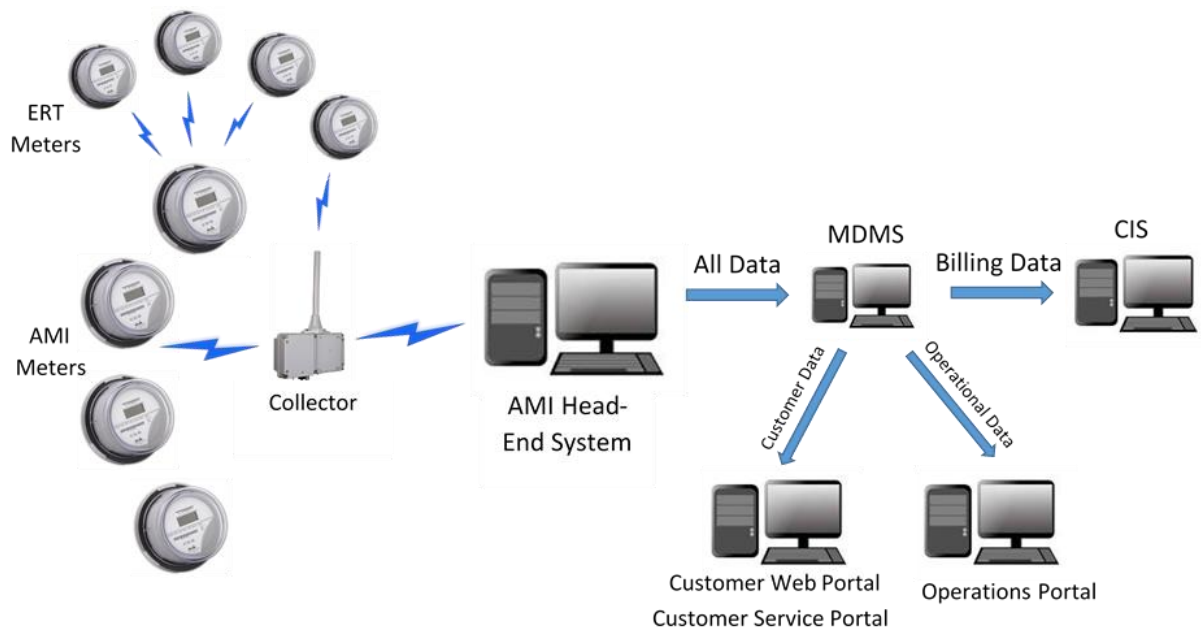 ERT
Meters
AMI
Meters
Collector
AMI Head-
End System
All Data
MDMS
Billing Data
CIS
Customer Data
Operational Data
Customer Web Portal
Customer Service Portal
Operations Portal